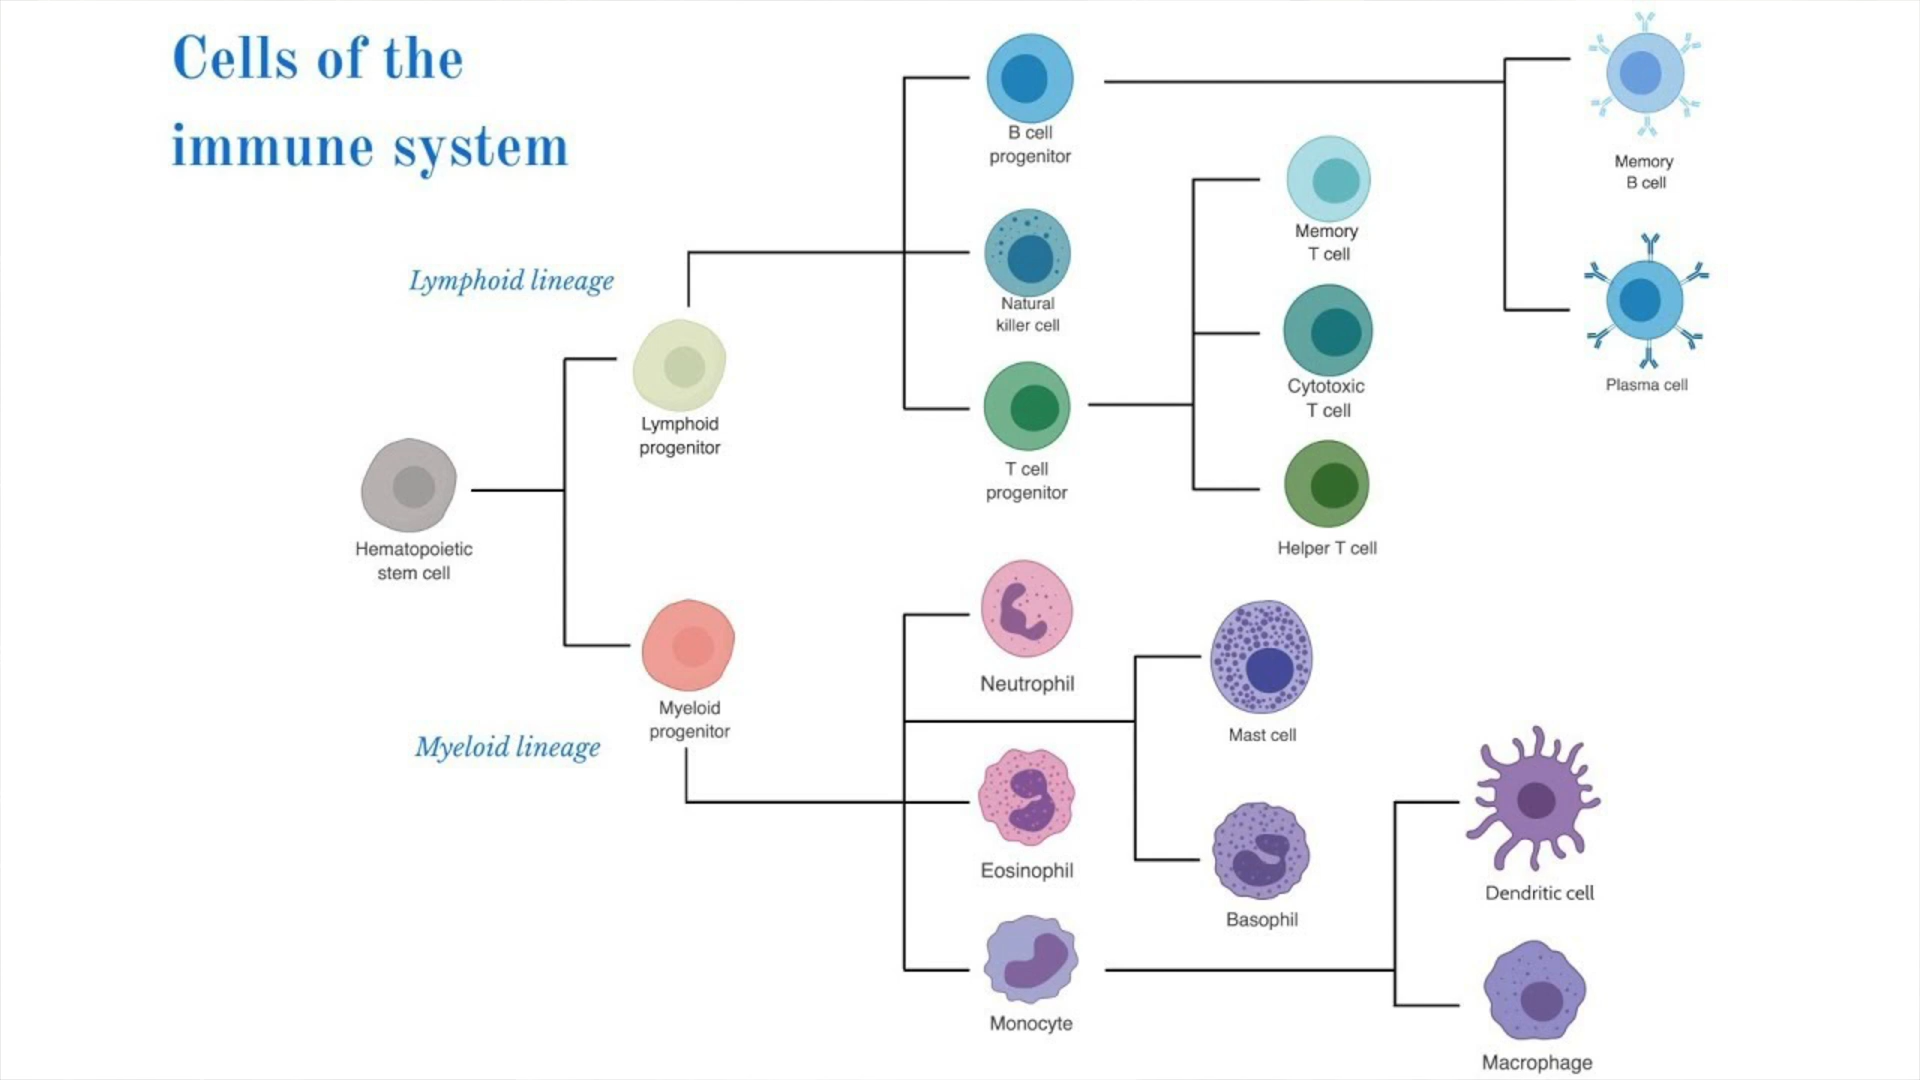 Cells of the
immune system
B cell
progenitor
Memory
B cell
Memory
T cell
Natural
killer cell
Lymphoid lineage
Cytotoxic
T cell
Plasma cell
Lymphoid
progenitor
T cell
progenitor
Helper T cell
Hematopoietic
stem cell
Neutrophil
Myeloid
progenitor
Mast cell
Myeloid lineage
Eosinophil
Dendritic cell
Basophil
Monocyte
Macrophage